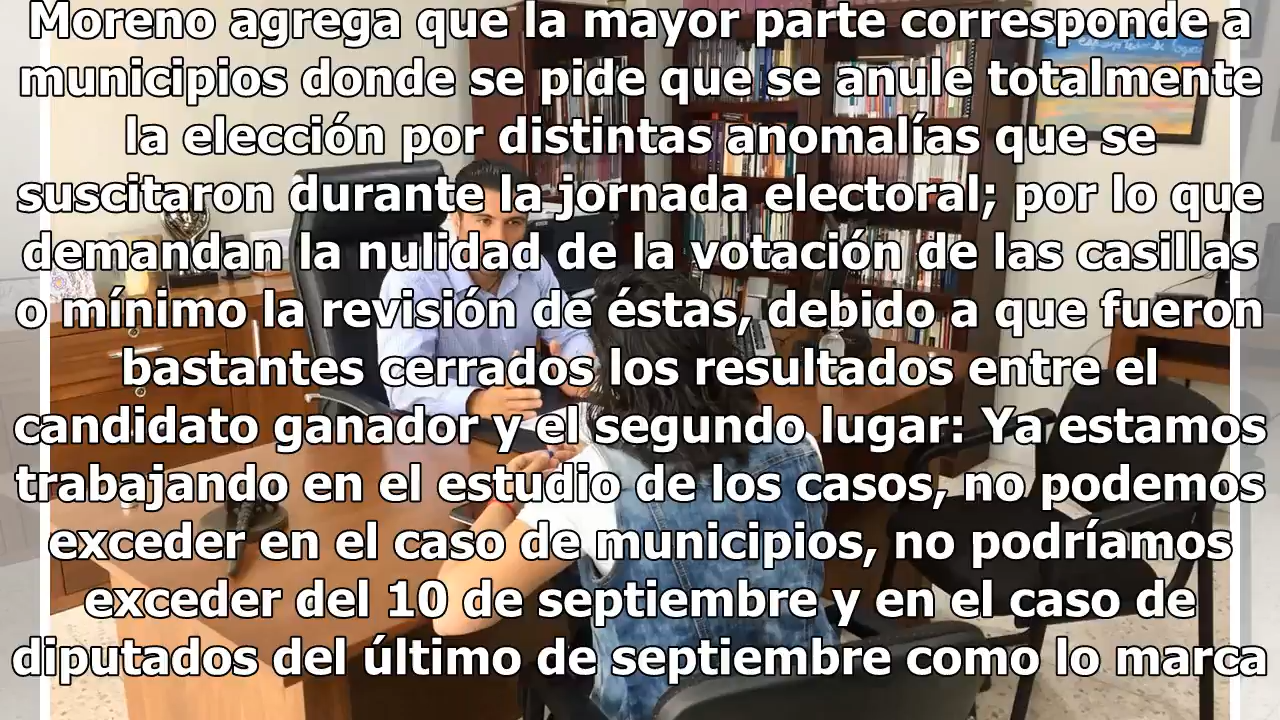 Moreno agrega que la mayor parte corresponde a
municipios donde se pide que se anule totalmente
la elección por distintas anomalías que se
suscitaron durante la jornada electoral; por lo que
demandan la nulidad de la votación de las casillas
o mínimo la revisión de éstas, debido a que fueron
bastantes cerrados los resultados entre el
candidato ganador y el segundo lugar: Ya estamos
trabajando en el estudio de los casos, no podemos
exceder en el caso de municipios, no podríamos
exceder del 10 de septiembre y en el caso de
diputados del último de septiembre como lo marca